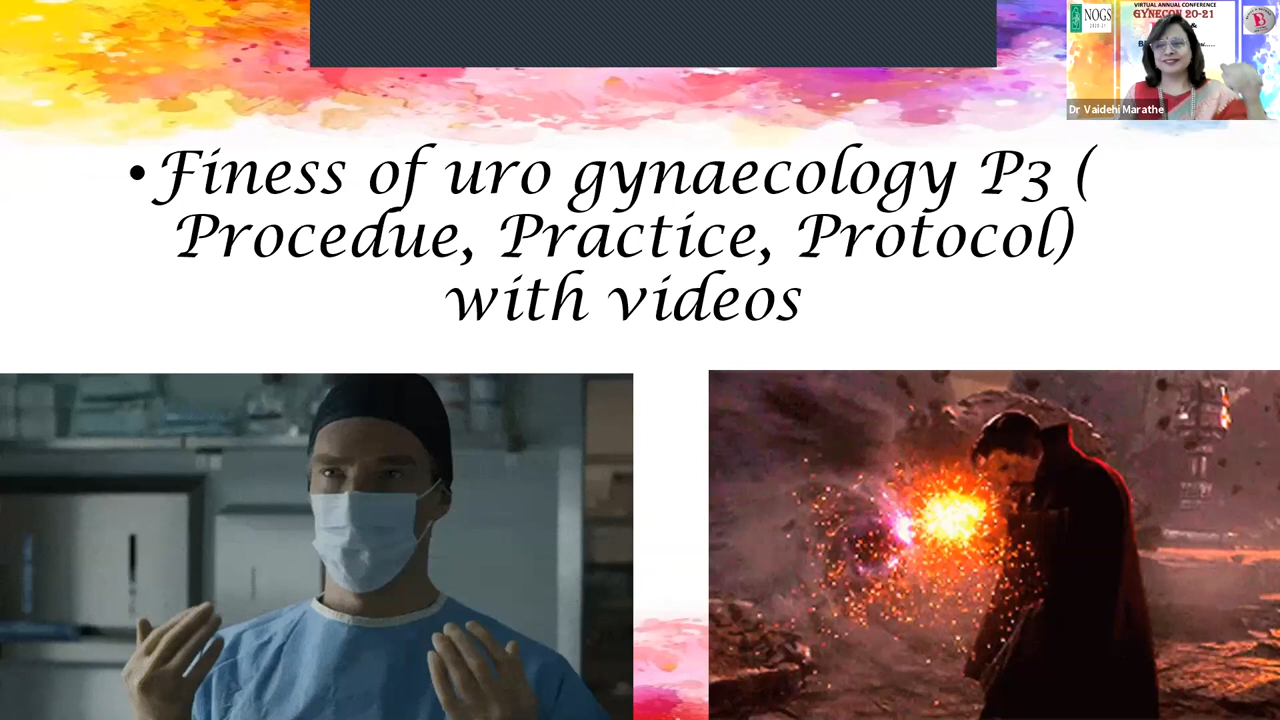 NOGS
VIRTUAL ANNUAL CONFERENCE
GYNECON 20-21
&
Dr Vaidehi Marathe
• Finess of uro gynaecology P3 (
Procedue, Practice, Protocol)
with videos